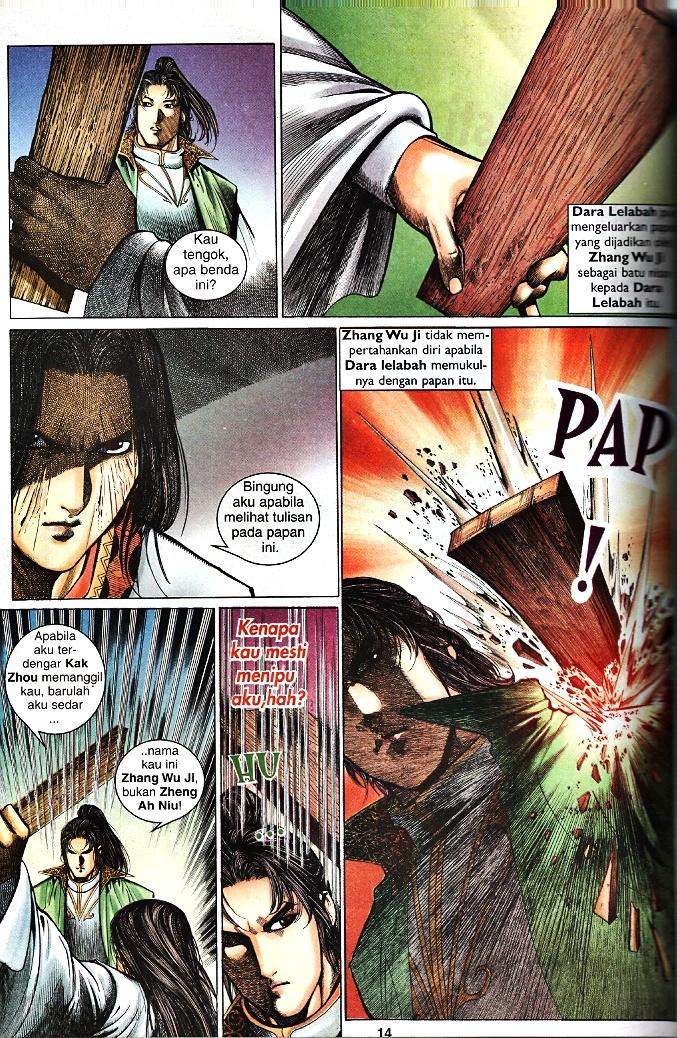 Kau
tengok,
apa benda
ini?
Dara Lelabah
mengeluarkan
yang dijadikan
Zhang Wu Ji
sebagai batu
kepada Dara
Lelabah itu.
Bingung
aku apabila
melihat tulisan
pada papan
ini.
Zhang Wu Ji tidak mem-
pertahankan diri apabila
Dara lelabah memukul-
nya dengan papan itu.
PAP
!
Apabila
aku ter-
dengar Kak
Zhou memanggil
kau, barulah
aku sedar
...
..nama
kau ini
Zhang Wu Ji,
bukan Zheng
Ah Niu!
Kenapa
kau mesti
menipu
aku,hah?
HU
...
14